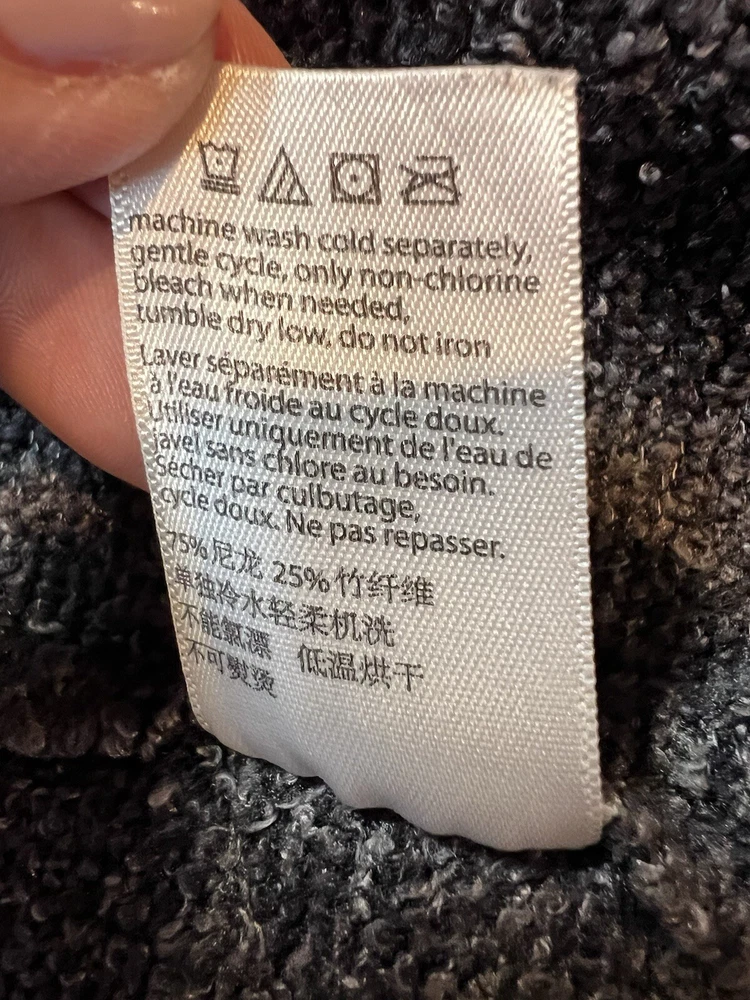 machine wash cold separately,
gentle cycle, only non-chlorine
bleach when needed,
tumble dry low. do not iron
Laver séparément à la machine
à l'eau froide au cycle doux.
Utiliser uniquement de l'eau de
javel sans chlore au besoin.
Sécher par culbutage,
cycle doux. Ne pas repasser.
75%尼龙 25%竹纤维
单独冷水轻柔机洗
不能氯漂 低温烘干
不可熨烫